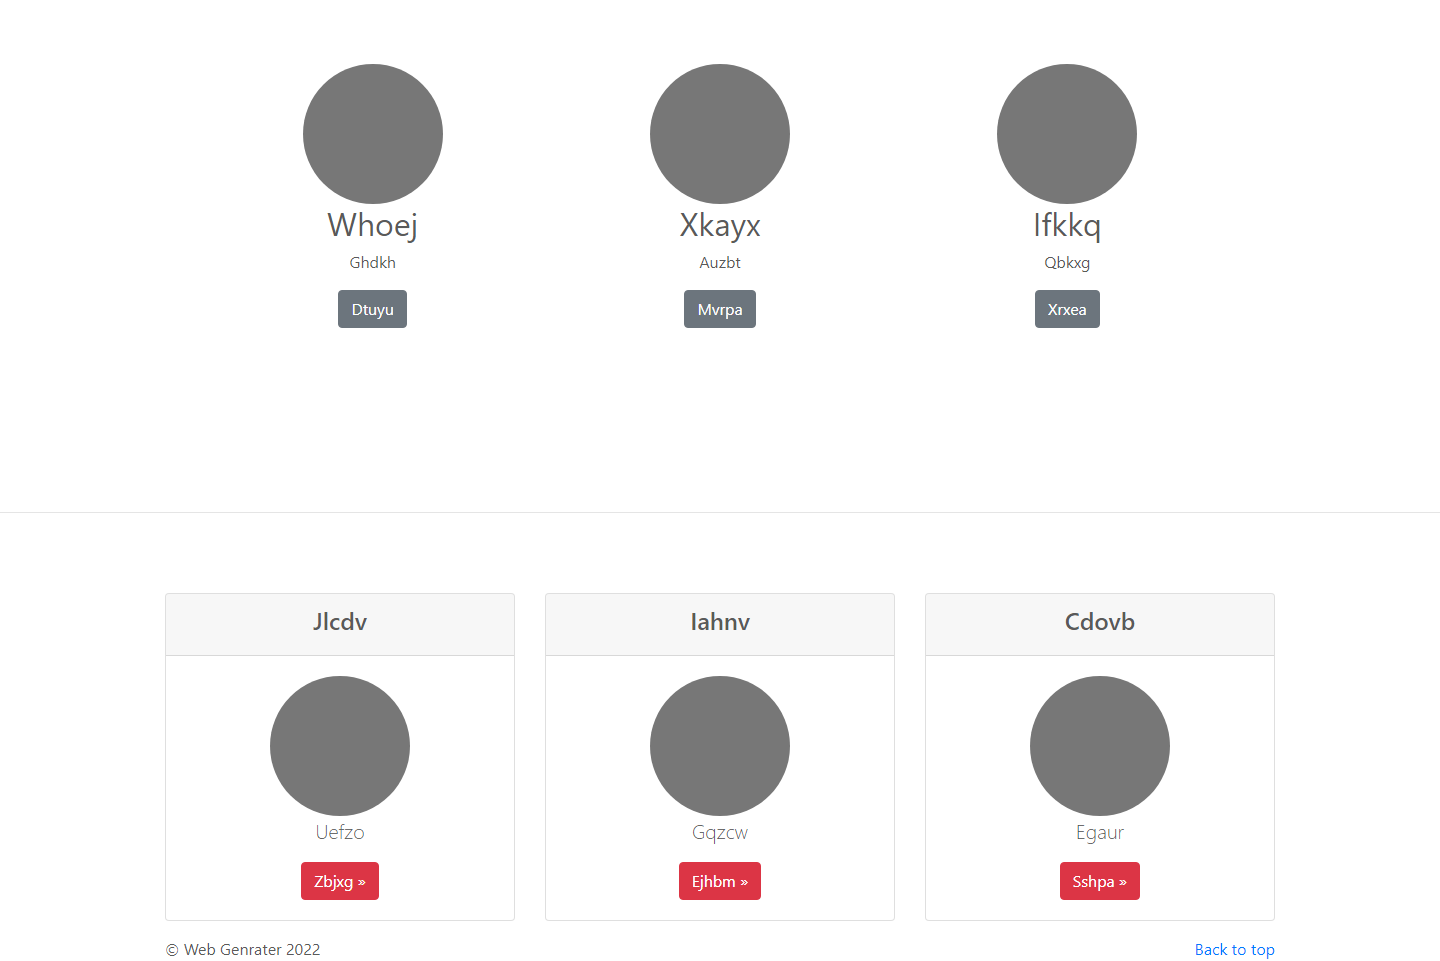 Whoej
Ghdkh
Dtuyu
Xkayx
Auzbt
Mvrpa
Ifkkq
Qbkxg
Xrxea
Jlcdv
Uefzo
Zbjxg »
Iahnv
Gqzcw
Ejhbm »
Cdovb
Egaur
Sshpa »
© Web Genrater 2022
Back to top